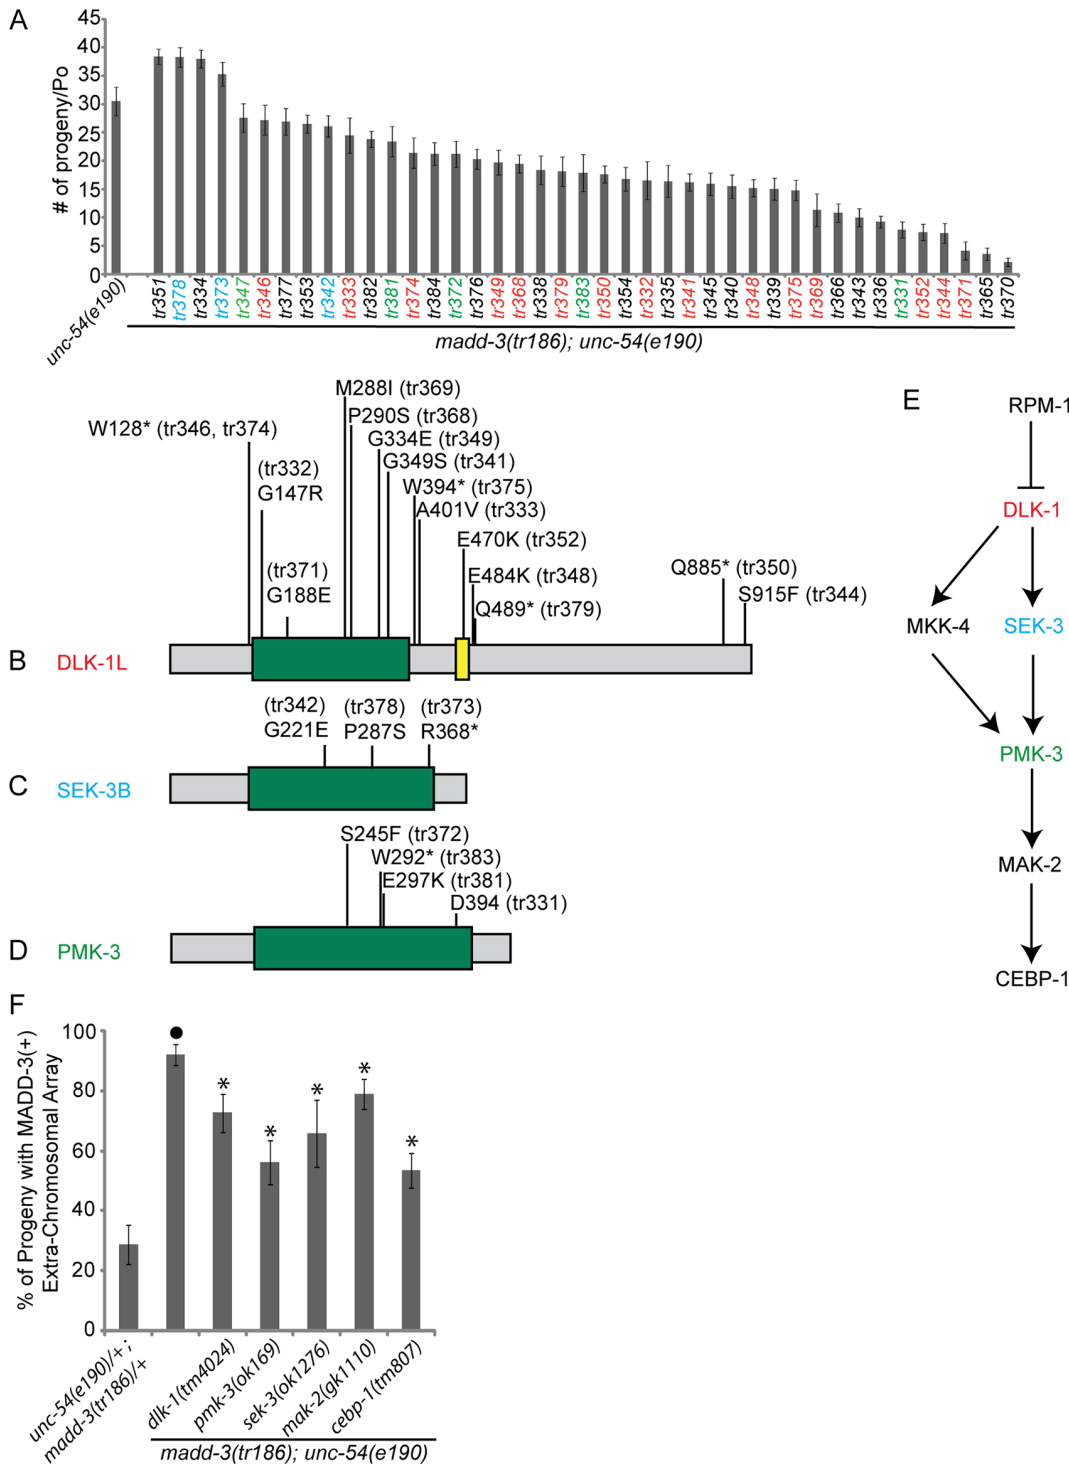 A
# of progeny/Po
45
40
35
30
25
20
15
10
5
0
unc-54(e190)
tr351
tr378
tr334
tr373
tr347
tr346
tr377
tr353
tr342
tr333
tr382
tr381
tr374
tr384
tr372
tr376
tr349
tr368
tr338
tr379
tr383
tr350
tr354
tr332
tr335
tr341
tr345
tr340
tr348
tr339
tr375
tr369
tr366
tr343
tr336
tr331
tr352
tr344
tr371
tr365
tr370
madd-3(tr186); unc-54(e190)
B
DLK-1L
W128* (tr346, tr374)
(tr332)
G147R
(tr371)
G188E
M288I (tr369)
P290S (tr368)
G334E (tr349)
G349S (tr341)
W394* (tr375)
A401V (tr333)
E470K (tr352)
E484K (tr348)
Q489* (tr379)
Q885* (tr350)
S915F (tr344)
C
SEK-3B
(tr342)
G221E
(tr378)
P287S
(tr373)
R368*
D
PMK-3
S245F (tr372)
W292* (tr383)
E297K (tr381)
D394 (tr331)
E
RPM-1
DLK-1
MKK-4
SEK-3
PMK-3
MAK-2
CEBP-1
F
% of Progeny with MADD-3(+)
Extra-Chromosomal Array
100
80
60
40
20
0
*
*
*
*
*
unc-54(e190)/+;
madd-3(tr186)/+
dlk-1(tm4024)
pmk-3(ok169)
sek-3(ok1276)
mak-2(gk1110)
cebp-1(tm807)
madd-3(tr186); unc-54(e190)